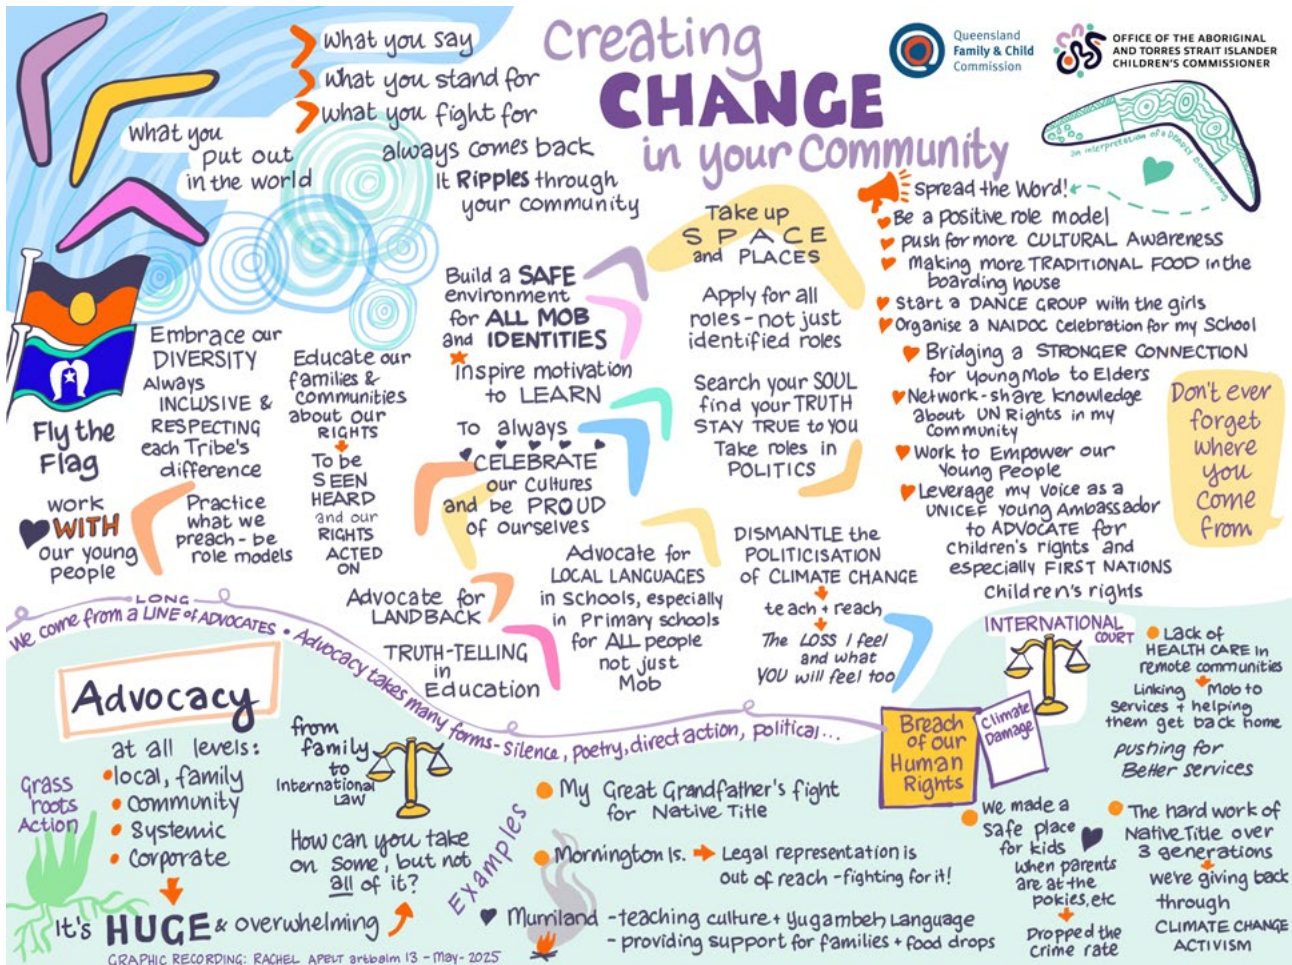 What you say
What you stand for
What you fight for
What you
put out
in the world
always comes back
It Ripples through
your community
Creating
CHANGE
in your Community
Queensland
Family & Child
Commission
OFFICE OF THE ABORIGINAL
AND TORRES STRAIT ISLANDER
CHILDREN'S COMMISSIONER
an interpretation of a DEADLY Boomerang
Fly the
Flag
Embrace our
DIVERSITY
Always
INCLUSIVE &
RESPECTING
each Tribe's
difference
work
WITH
our young
people
Practice
what we
preach - be
role models
Educate our
families &
communities
about our
RIGHTS
To be
SEEN
HEARD
and our
RIGHTS
ACTED
ON
Build a SAFE
environment
for ALL MOB
and IDENTITIES
Inspire motivation
to LEARN
To always
CELEBRATE
our Cultures
and be PROUD
of ourselves
Advocate for
LANDBACK
TRUTH-TELLING
in
Education
Take up
SPACE
and PLACES
Apply for all
roles - not just
identified roles
Search your SOUL
find your TRUTH
STAY TRUE to YOU
Take roles in
POLITICS
Advocate for
LOCAL LANGUAGES
in Schools, especially
in Primary schools
for ALL people
not just
Mob
DISMANTLE the
POLITICISATION
of CLIMATE CHANGE
teach + reach
The LOSS I feel
and what
YOU will feel too
Spread the Word!
Be a positive role model
push for more CULTURAL Awareness
Making more TRADITIONAL FOOD in the
boarding house
Start a DANCE GROUP with the girls
Organise a NAIDOC Celebration for my School
Bridging a STRONGER CONNECTION
for Young Mob to Elders
Network - share knowledge
about UN Rights in my
Community
Work to Empower our
Young People
Leverage my Voice as a
UNICEF Young Ambassador
to ADVOCATE for
Children's rights and
especially FIRST NATIONS
Children's rights
Don't ever
forget
where
you
come
from
We come from a LONG LINE of ADVOCATES • Advocacy takes many forms - Silence, poetry, direct action, political...
Advocacy
at all levels:
local, family
Community
Systemic
Corporate
Grass
roots
Action
It's HUGE & overwhelming
from
family
to
International
Law
How can you take
on some, but not
all of it?
Examples
My Great Grandfather's fight
for Native Title
Mornington Is. Legal representation is
out of reach - fighting for it!
Murriland - teaching culture + Yugambeh Language
- providing support for families + food drops
INTERNATIONAL
COURT
Breach
of our
Human
Rights
Climate
Damage
Lack of
HEALTH CARE in
remote communities
Linking Mob to
Services + helping
them get back home
pushing for
Better services
We made a
Safe place
for kids
when parents
are at the
pokies, etc
Dropped the
crime rate
The hard work of
Native Title over
3 generations
we're giving back
through
CLIMATE CHANGE
ACTIVISM
GRAPHIC RECORDING: RACHEL APELT artbalm 13 - May - 2025